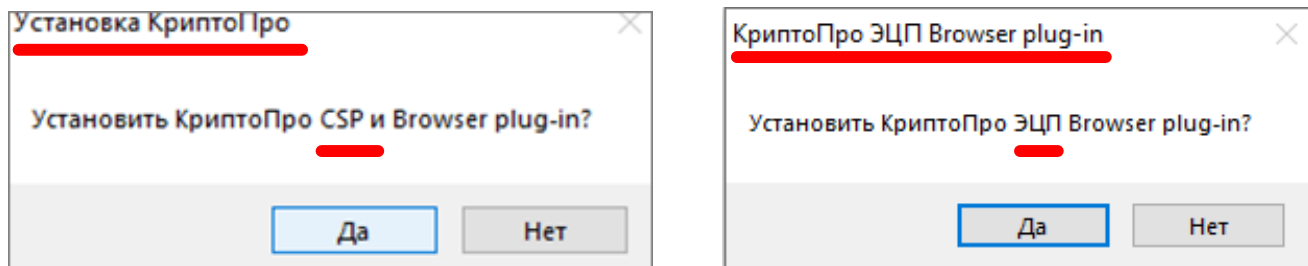 Установка КриптоПро
Установить КриптоПро CSP и Browser plug-in?
Да
Нет
КриптоПро ЭЦП Browser plug-in
Установить КриптоПро ЭЦП Browser plug-in?
Да
Нет